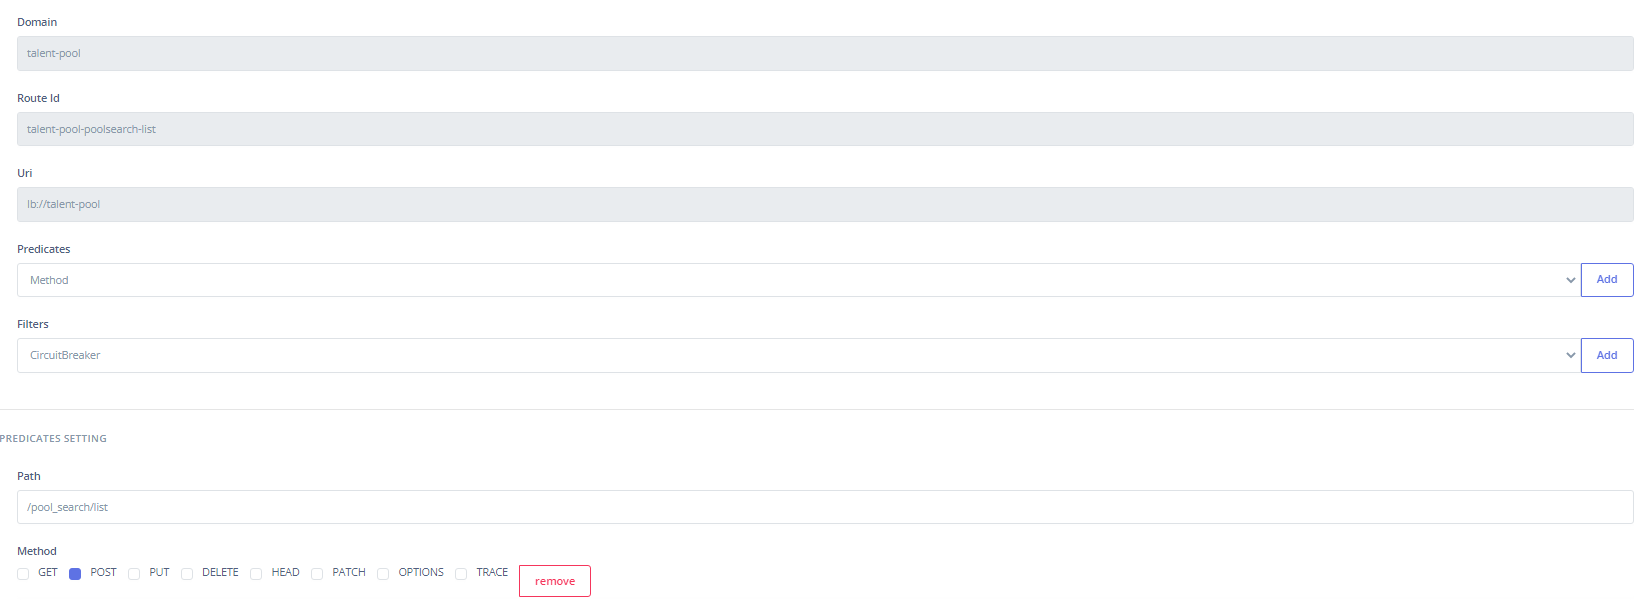 Domain
talent-pool
Route Id
talent-pool-poolsearch-list
Uri
lb://talent-pool
Predicates
Method Add
Filters
CircuitBreaker Add
PREDICATES SETTING
Path
/pool_search/list
Method
GET POST PUT DELETE HEAD PATCH OPTIONS TRACE remove